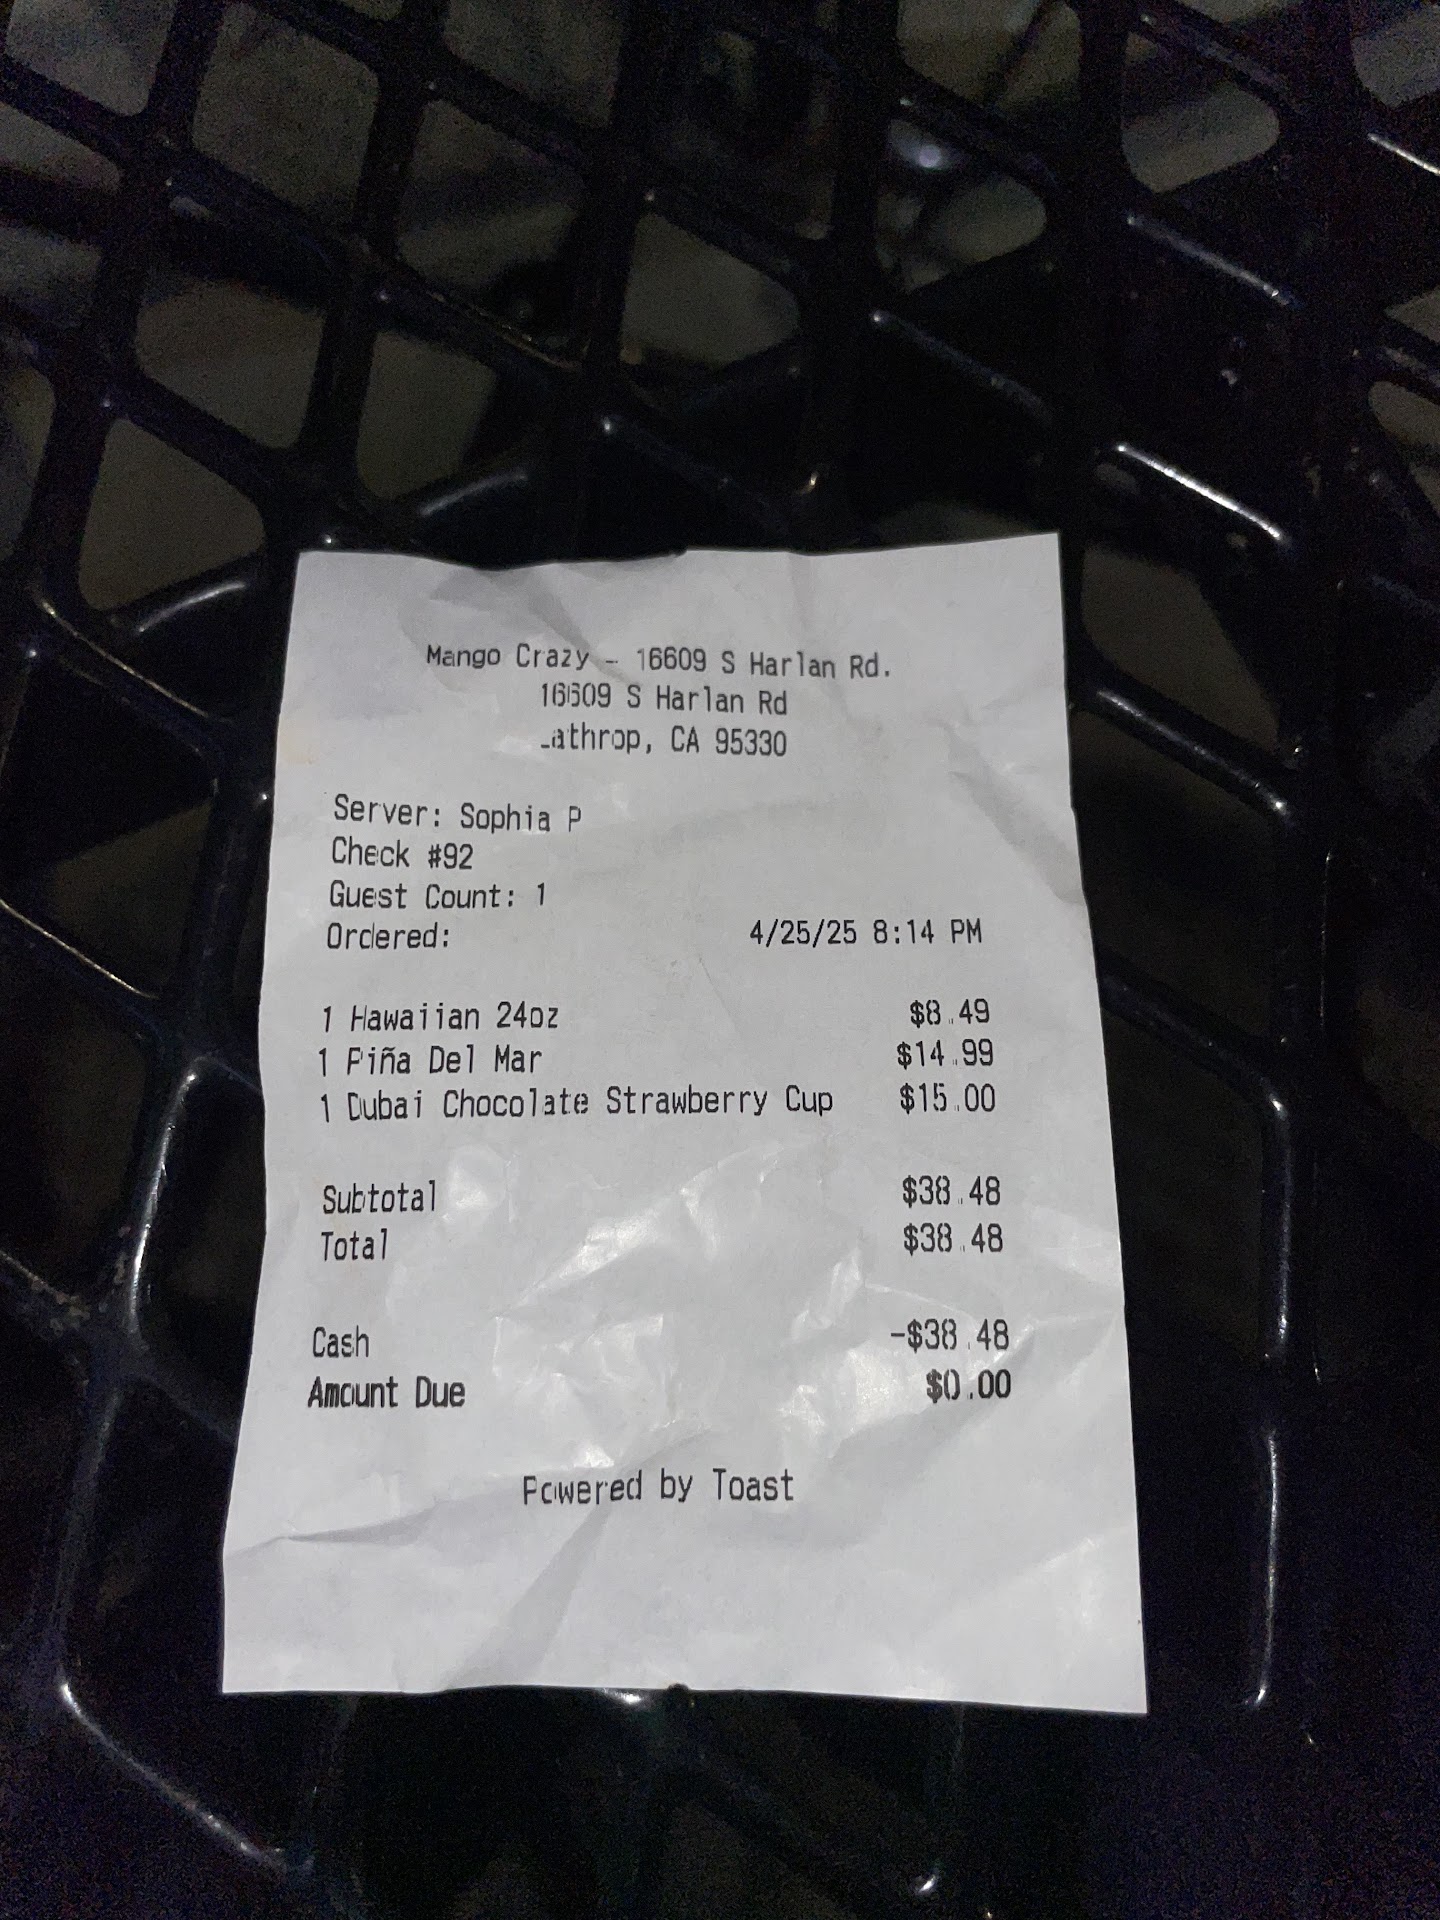 Mango Crazy - 16609 S Harlan Rd.
16609 S Harlan Rd
Lathrop, CA 95330
Server: Sophia P
Check #92
Guest Count: 1
Ordered: 4/25/25 8:14 PM
1 Hawaiian 24oz $8.49
1 Piña Del Mar $14.99
1 Dubai Chocolate Strawberry Cup $15.00
Subtotal $38.48
Total $38.48
Cash -$38.48
Amount Due $0.00
Powered by Toast